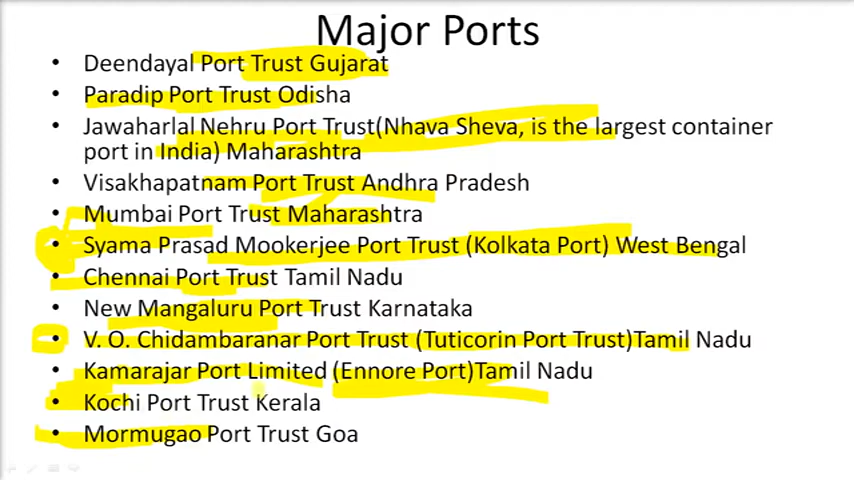 Major Ports
• Deendayal Port Trust Gujarat
• Paradip Port Trust Odisha
• Jawaharlal Nehru Port Trust(Nhava Sheva, is the largest container
port in India) Maharashtra
• Visakhapatnam Port Trust Andhra Pradesh
• Mumbai Port Trust Maharashtra
• Syama Prasad Mookerjee Port Trust (Kolkata Port) West Bengal
• Chennai Port Trust Tamil Nadu
• New Mangaluru Port Trust Karnataka
• V. O. Chidambaranar Port Trust (Tuticorin Port Trust)Tamil Nadu
• Kamarajar Port Limited (Ennore Port)Tamil Nadu
• Kochi Port Trust Kerala
• Mormugao Port Trust Goa